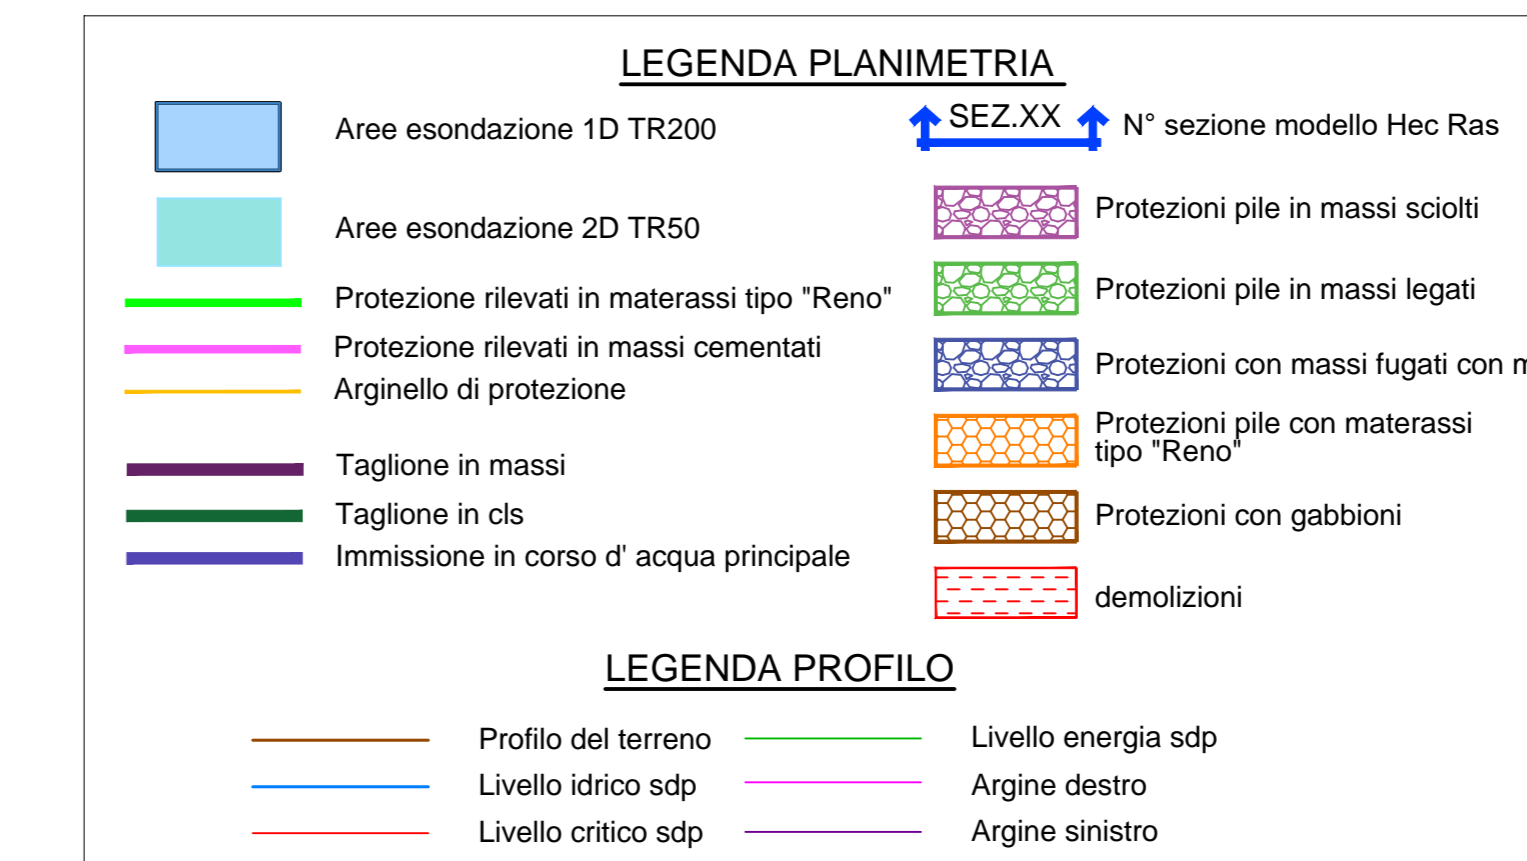 LEGENDA PLANIMETRIA
Aree esondazione 1D TR200
Aree esondazione 2D TR50
Protezione rilevati in materassi tipo "Reno"
Protezione rilevati in massi cementati
Arginello di protezione
Taglione in massi
Taglione in cls
Immissione in corso d' acqua principale
SEZ.XX
N° sezione modello Hec Ras
Protezioni pile in massi sciolti
Protezioni pile in massi legati
Protezioni con massi fugati con
Protezioni pile con materassi
tipo "Reno"
Protezioni con gabbioni
demolizioni
LEGENDA PROFILO
Profilo del terreno
Livello idrico sdp
Livello critico sdp
Livello energia sdp
Argine destro
Argine sinistro